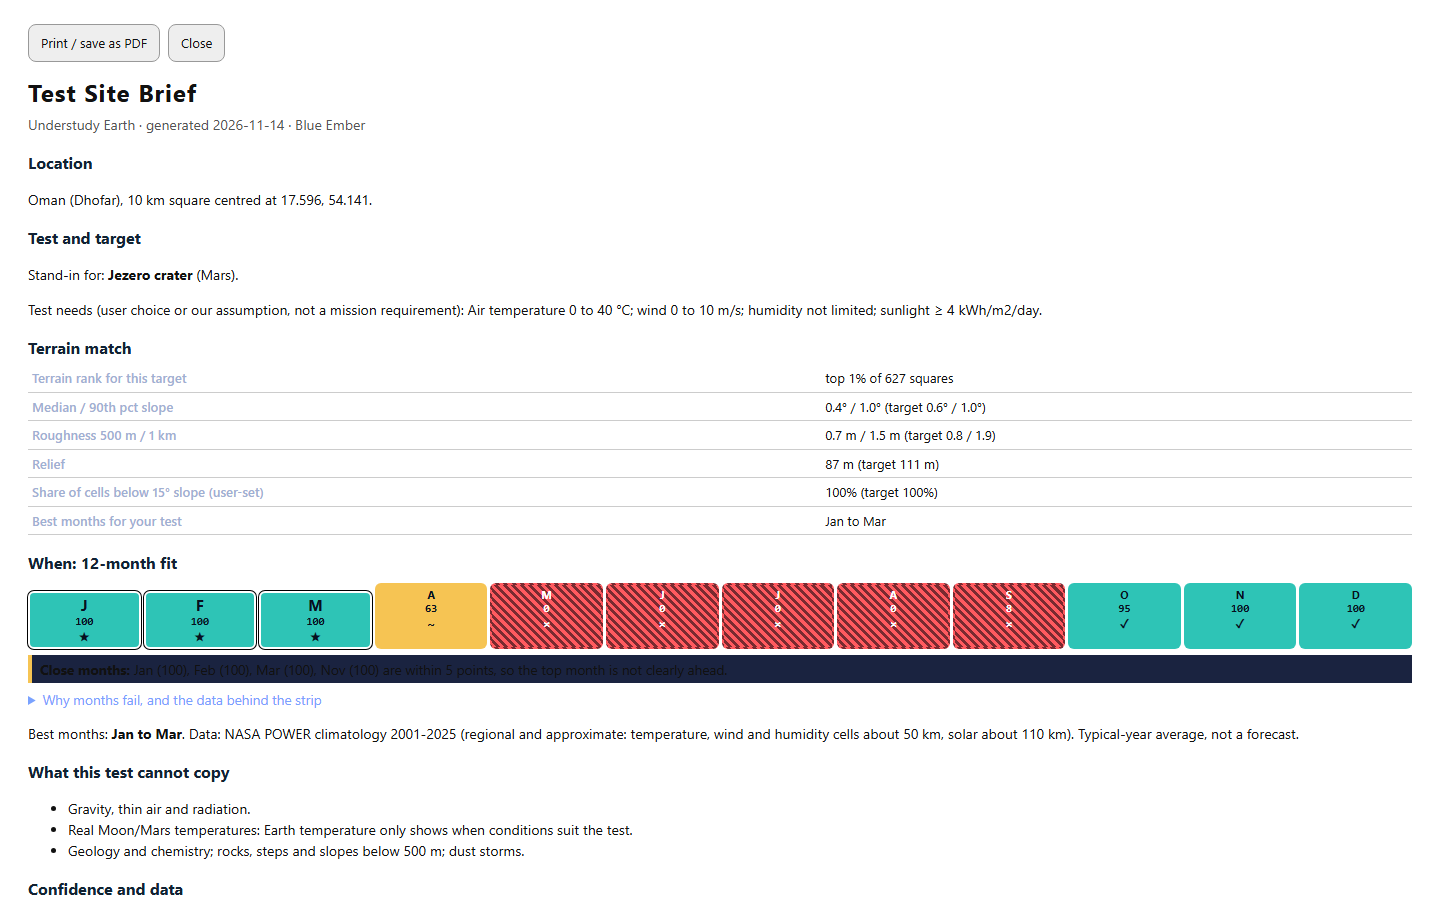 Print / save as PDF Close
Test Site Brief
Understudy Earth · generated 2026-11-14 · Blue Ember
Location
Oman (Dhofar), 10 km square centred at 17.596, 54.141.
Test and target
Stand-in for: Jezero crater (Mars).
Test needs (user choice or our assumption, not a mission requirement): Air temperature 0 to 40 °C; wind 0 to 10 m/s; humidity not limited; sunlight ≥ 4 kWh/m2/day.
Terrain match
Terrain rank for this target top 1% of 627 squares
Median / 90th pct slope 0.4° / 1.0° (target 0.6° / 1.0°)
Roughness 500 m / 1 km 0.7 m / 1.5 m (target 0.8 / 1.9)
Relief 87 m (target 111 m)
Share of cells below 15° slope (user-set) 100% (target 100%)
Best months for your test Jan to Mar
When: 12-month fit
J F M A M J J A S O N D
100 100 100 63 0 0 0 0 8 95 100 100
★ ★ ★ ~ × × × × × ✓ ✓ ✓
Close months: Jan (100), Feb (100), Mar (100), Nov (100) are within 5 points, so the top month is not clearly ahead.
▶ Why months fail, and the data behind the strip
Best months: Jan to Mar. Data: NASA POWER climatology 2001-2025 (regional and approximate: temperature, wind and humidity cells about 50 km, solar about 110 km). Typical-year average, not a forecast.
What this test cannot copy
• Gravity, thin air and radiation.
• Real Moon/Mars temperatures: Earth temperature only shows when conditions suit the test.
• Geology and chemistry; rocks, steps and slopes below 500 m; dust storms.
Confidence and data